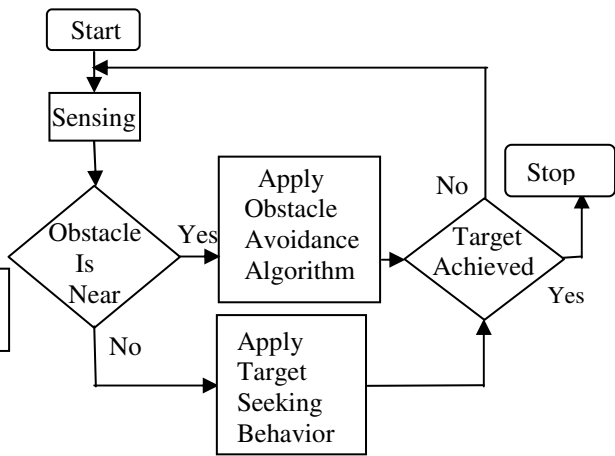 Start
Sensing
Obstacle
Is
Near
Yes
No
Apply
Obstacle
Avoidance
Algorithm
Apply
Target
Seeking
Behavior
Target
Achieved
No
Yes
Stop